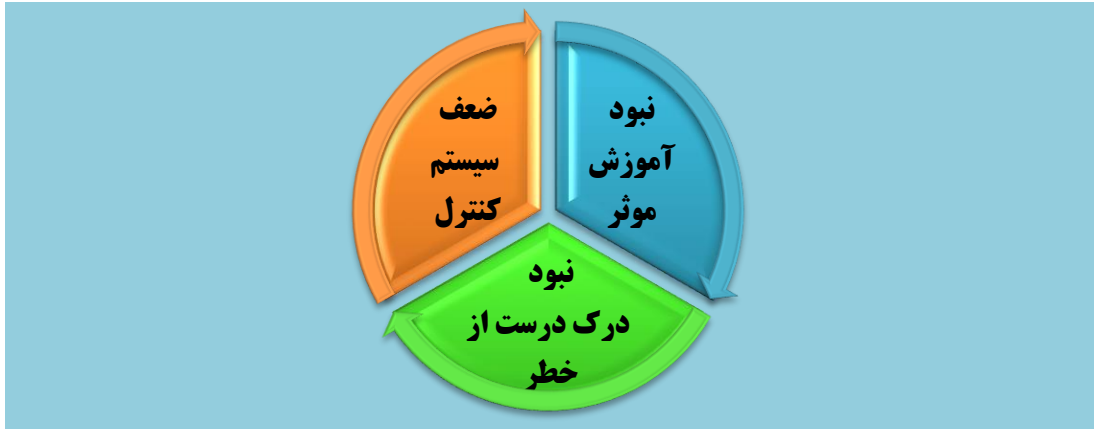 نبود
آموزش
موثر
نبود
درک درست از
خطر
ضعف
سیستم
کنترل